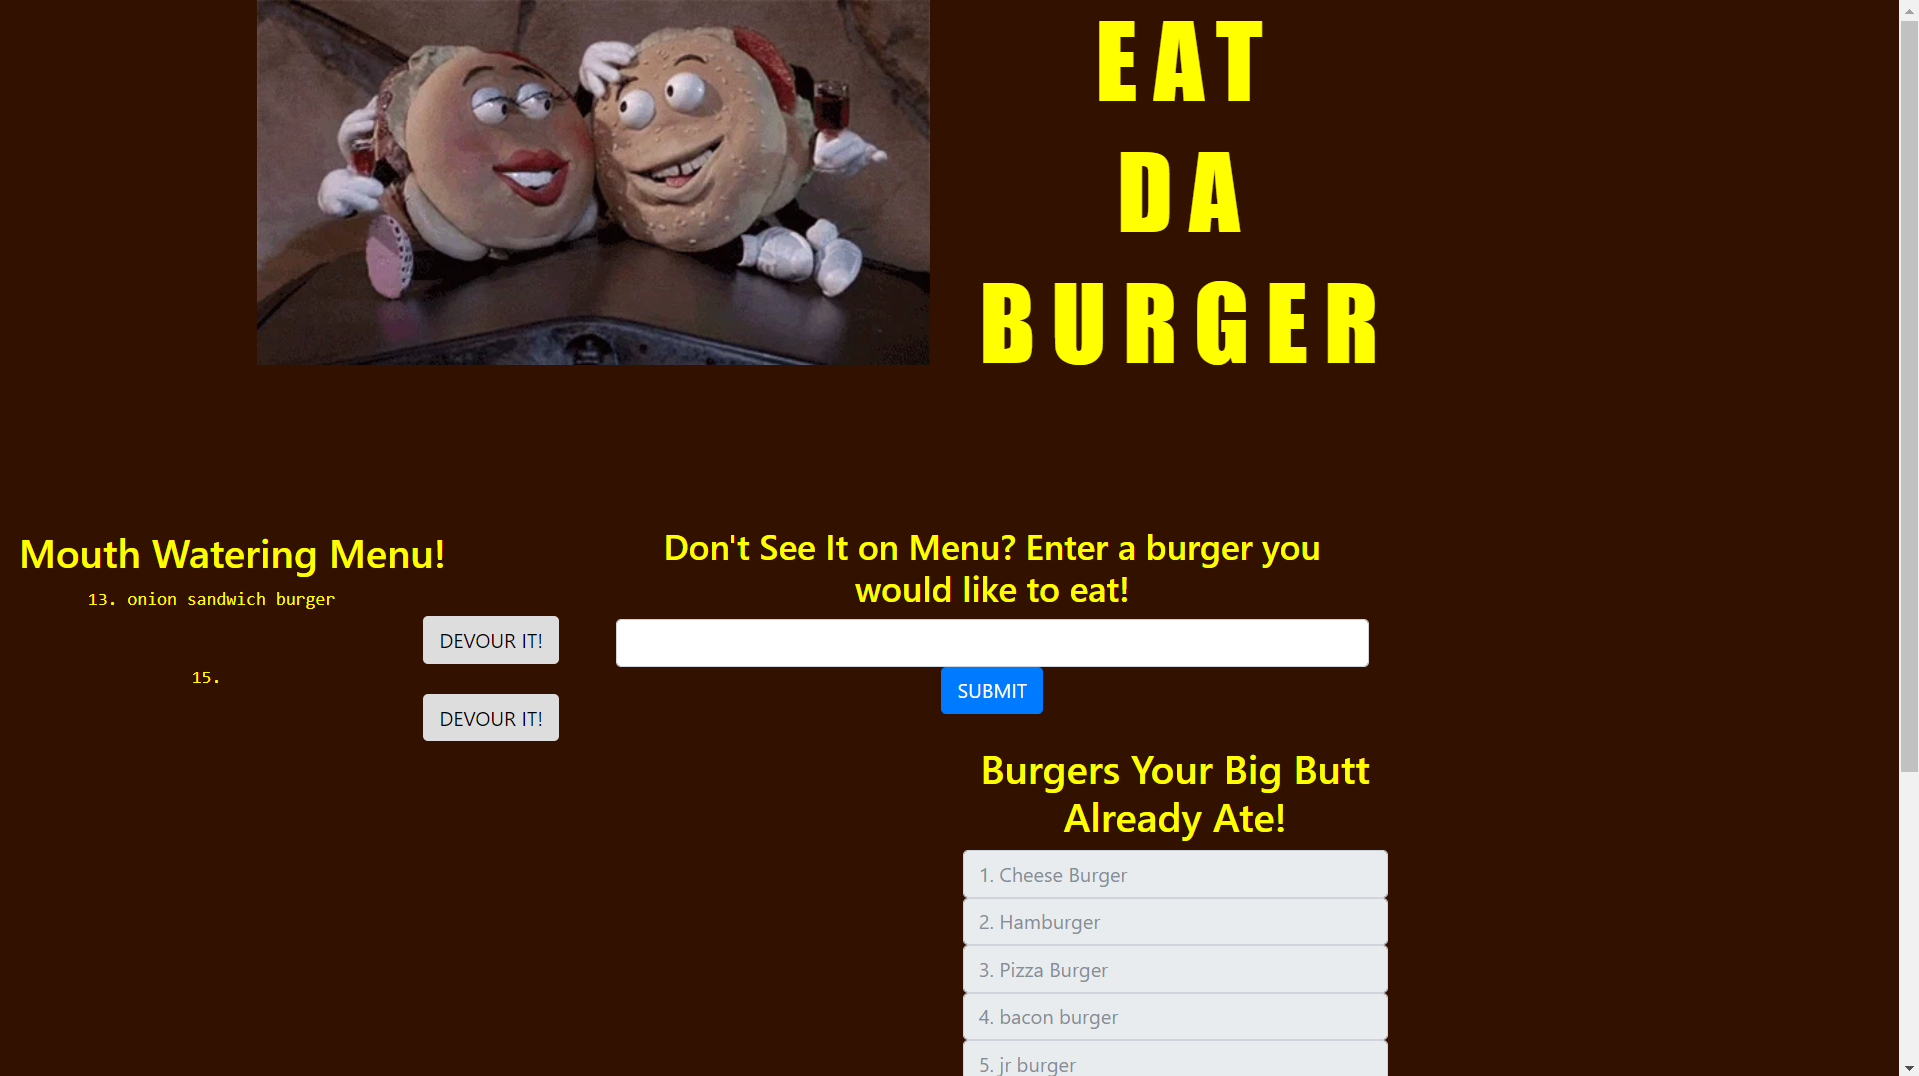 EAT
DA
BURGER
Mouth Watering Menu!
13. onion sandwich burger
DEVOUR IT!
15.
DEVOUR IT!
Don't See It on Menu? Enter a burger you
would like to eat!
SUBMIT
Burgers Your Big Butt
Already Ate!
1. Cheese Burger
2. Hamburger
3. Pizza Burger
4. bacon burger
5. jr burger